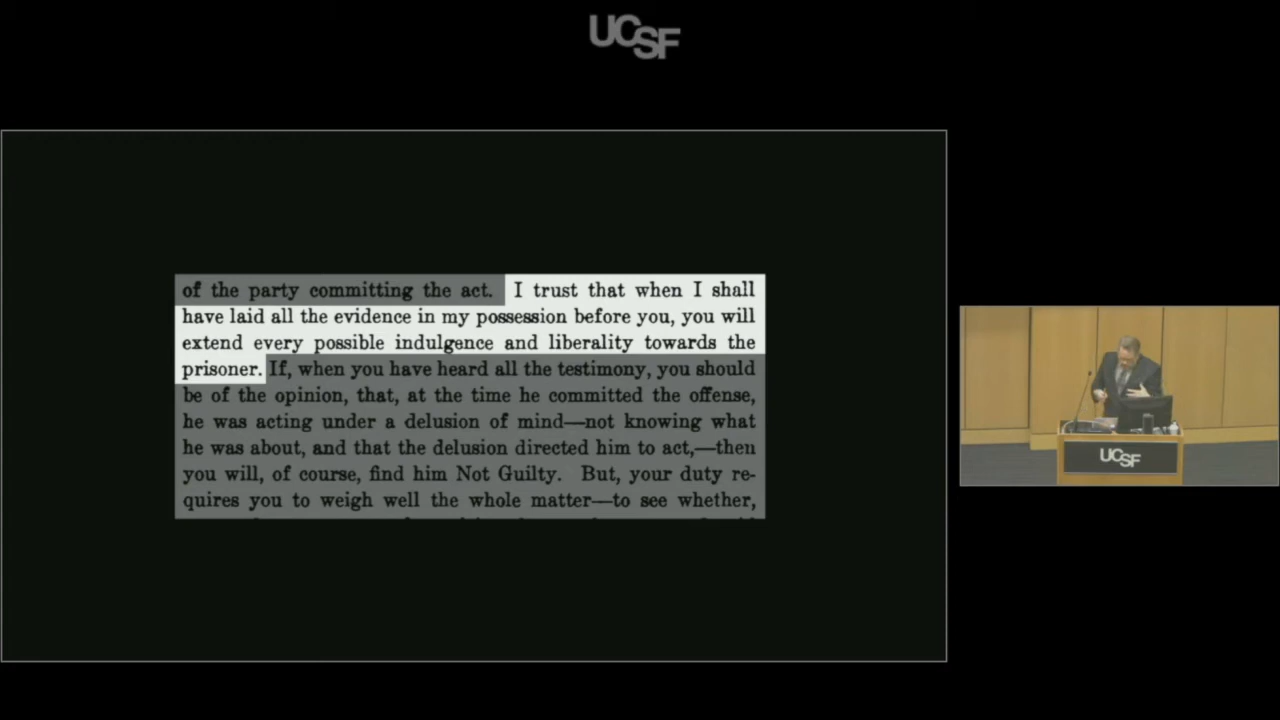 UCSF
of the party committing the act. I trust that when I shall
have laid all the evidence in my possession before you, you will
extend every possible indulgence and liberality towards the
prisoner. If, when you have heard all the testimony, you should
be of the opinion, that, at the time he committed the offense,
he was acting under a delusion of mind—not knowing what
he was about, and that the delusion directed him to act,—then
you will, of course, find him Not Guilty. But, your duty re-
quires you to weigh well the whole matter—to see whether,
UCSF